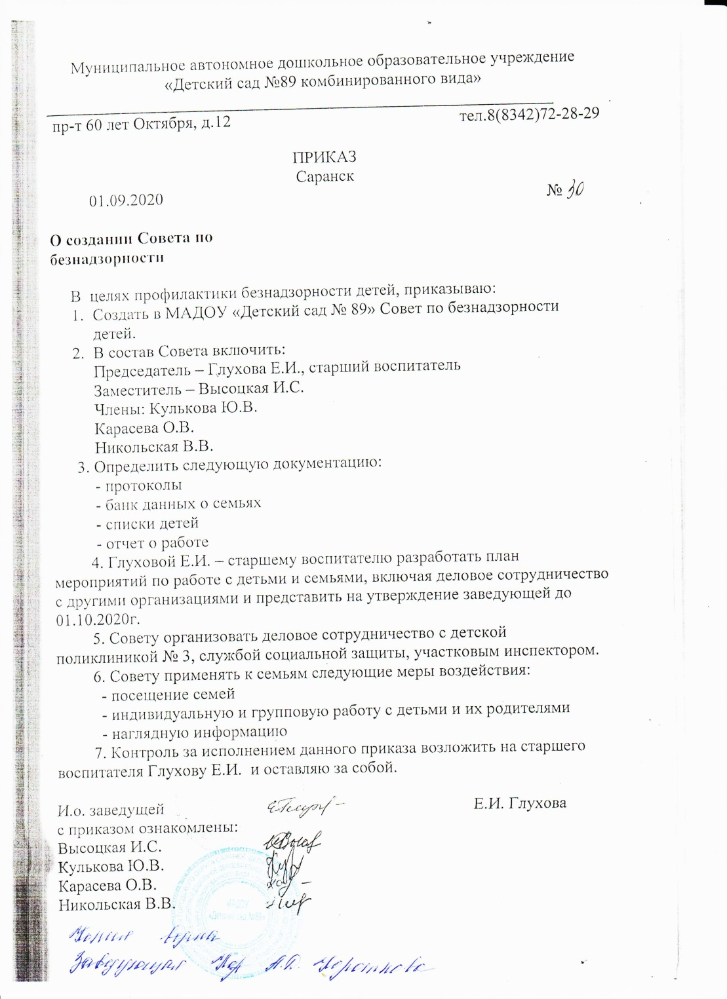 Муниципальное автономное дошкольное образовательное учреждение
«Детский сад №89 комбинированного вида»
пр-т 60 лет Октября, д.12 тел.8(8342)72-28-29
ПРИКАЗ
Саранск
01.09.2020 № 30
О создании Совета по
безнадзорности
В целях профилактики безнадзорности детей, приказываю:
1. Создать в МАДОУ «Детский сад № 89» Совет по безнадзорности
детей.
2. В состав Совета включить:
Председатель – Глухова Е.И., старший воспитатель
Заместитель – Высоцкая И.С.
Члены: Кулькова Ю.В.
Карасева О.В.
Никольская В.В.
3. Определить следующую документацию:
- протоколы
- банк данных о семьях
- списки детей
- отчет о работе
4. Глуховой Е.И. – старшему воспитателю разработать план
мероприятий по работе с детьми и семьями, включая деловое сотрудничество
с другими организациями и представить на утверждение заведующей до
01.10.2020г.
5. Совету организовать деловое сотрудничество с детской
поликлиникой № 3, службой социальной защиты, участковым инспектором.
6. Совету применять к семьям следующие меры воздействия:
- посещение семей
- индивидуальную и групповую работу с детьми и их родителями
- наглядную информацию
7. Контроль за исполнением данного приказа возложить на старшего
воспитателя Глухову Е.И. и оставляю за собой.
И.о. заведующей Е.И. Глухова
с приказом ознакомлены:
Высоцкая И.С.
Кулькова Ю.В.
Карасева О.В.
Никольская В.В.
МАДОУ
«Детский сад №89»
Копия верна
Заведующая